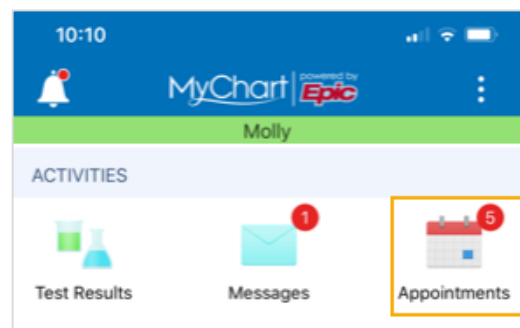 10:10
MyChart powered by Epic
Molly
ACTIVITIES
1
5
Test Results
Messages
Appointments